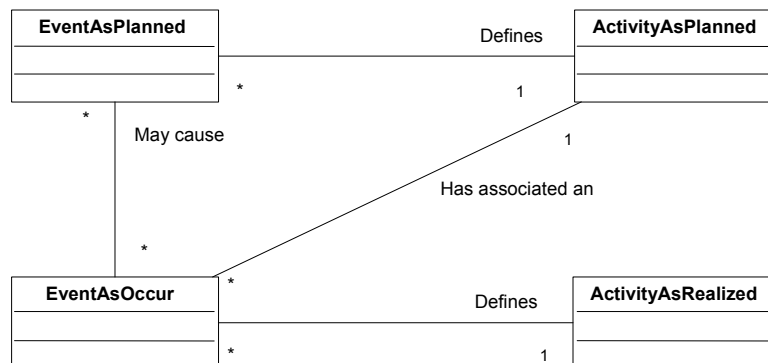 EventAsPlanned
ActivityAsPlanned
Defines
*
1
*
May cause
1
Has associated an
*
EventAsOccur
*
ActivityAsRealized
Defines
*
1